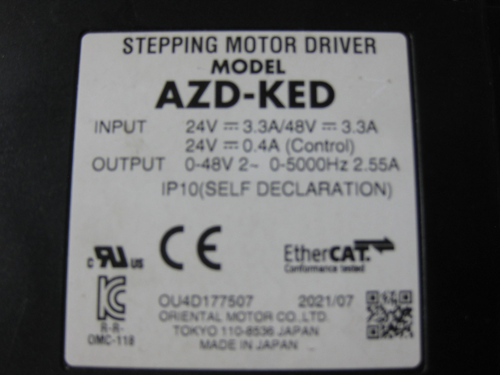 STEPPING MOTOR DRIVER
MODEL
AZD-KED
INPUT 24V ⎓ 3.3A/48V ⎓ 3.3A
24V ⎓ 0.4A (Control)
OUTPUT 0-48V 2~ 0-5000Hz 2.55A
IP10(SELF DECLARATION)
c RU us CE EtherCAT
Conformance tested
OU4D177507 2021/07
R-R-
OMC-118
ORIENTAL MOTOR CO.,LTD.
TOKYO 110-8536 JAPAN
MADE IN JAPAN